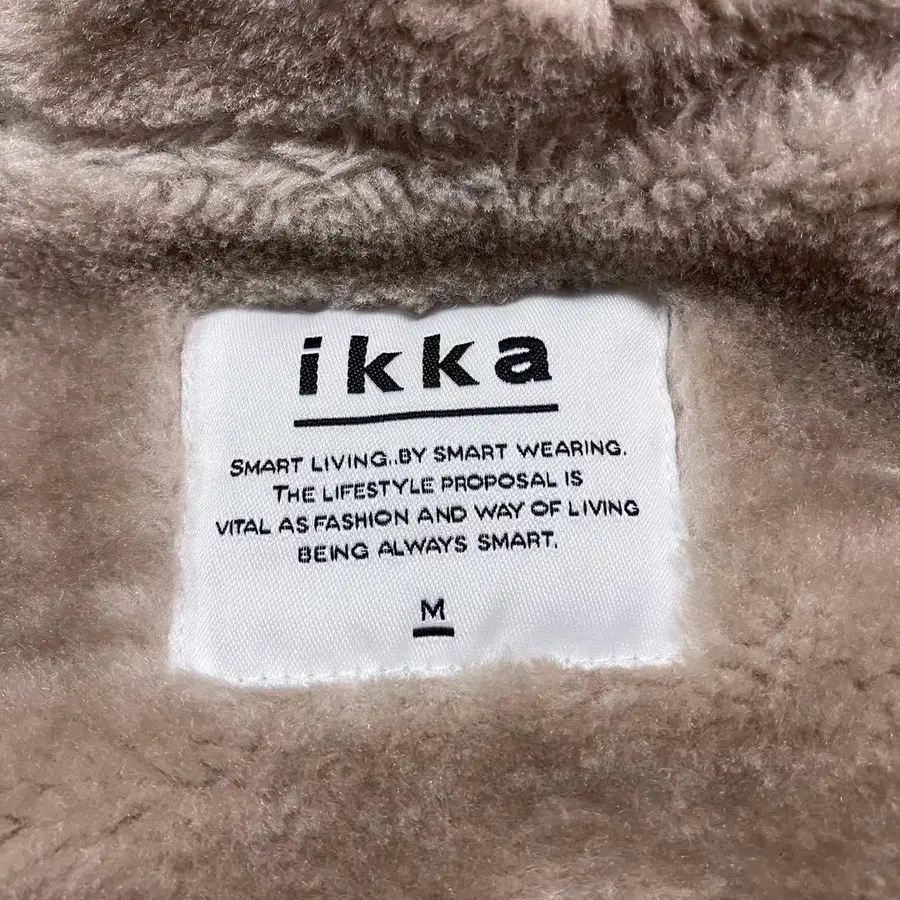 ikka
SMART LIVING..BY SMART WEARING.
THE LIFESTYLE PROPOSAL IS
VITAL AS FASHION AND WAY OF LIVING
BEING ALWAYS SMART.
M